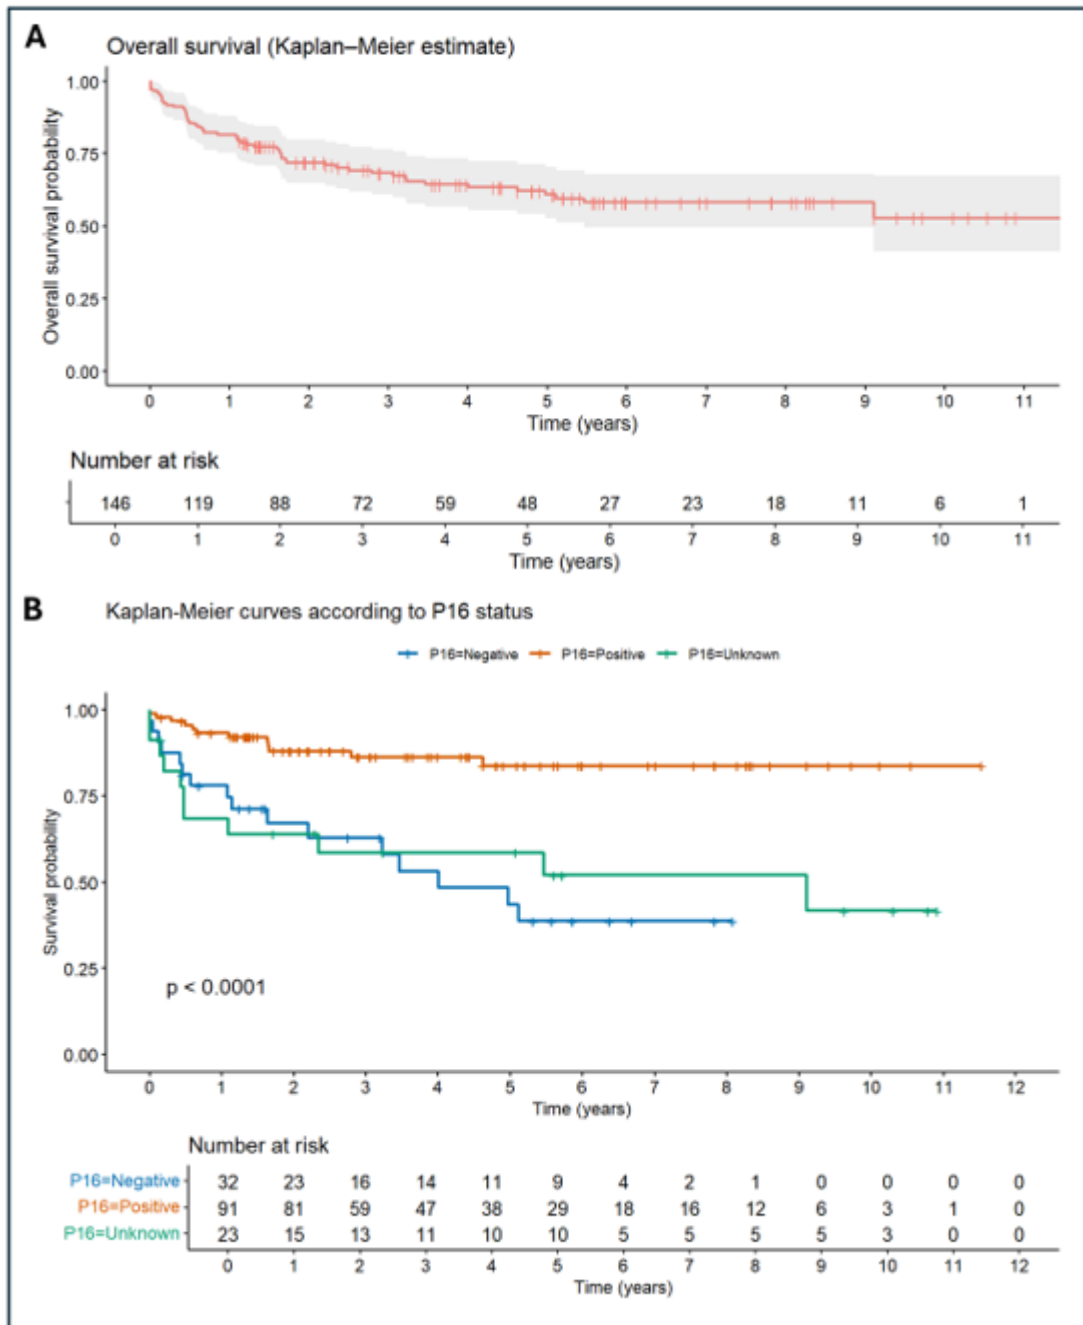 A
Overall survival (Kaplan–Meier estimate)
Overall survival probability
1.00
0.75
0.50
0.25
0.00
0 1 2 3 4 5 6 7 8 9 10 11
Time (years)
Number at risk
146 119 88 72 59 48 27 23 18 11 6 1
0 1 2 3 4 5 6 7 8 9 10 11
Time (years)
B
Kaplan-Meier curves according to P16 status
P16=Negative P16=Positive P16=Unknown
Survival probability
1.00
0.75
0.50
0.25
0.00
p < 0.0001
0 1 2 3 4 5 6 7 8 9 10 11 12
Time (years)
Number at risk
P16=Negative 32 23 16 14 11 9 4 2 1 0 0 0 0
P16=Positive 91 81 59 47 38 29 18 16 12 6 3 1 0
P16=Unknown 23 15 13 11 10 10 5 5 5 5 3 0 0
0 1 2 3 4 5 6 7 8 9 10 11 12
Time (years)